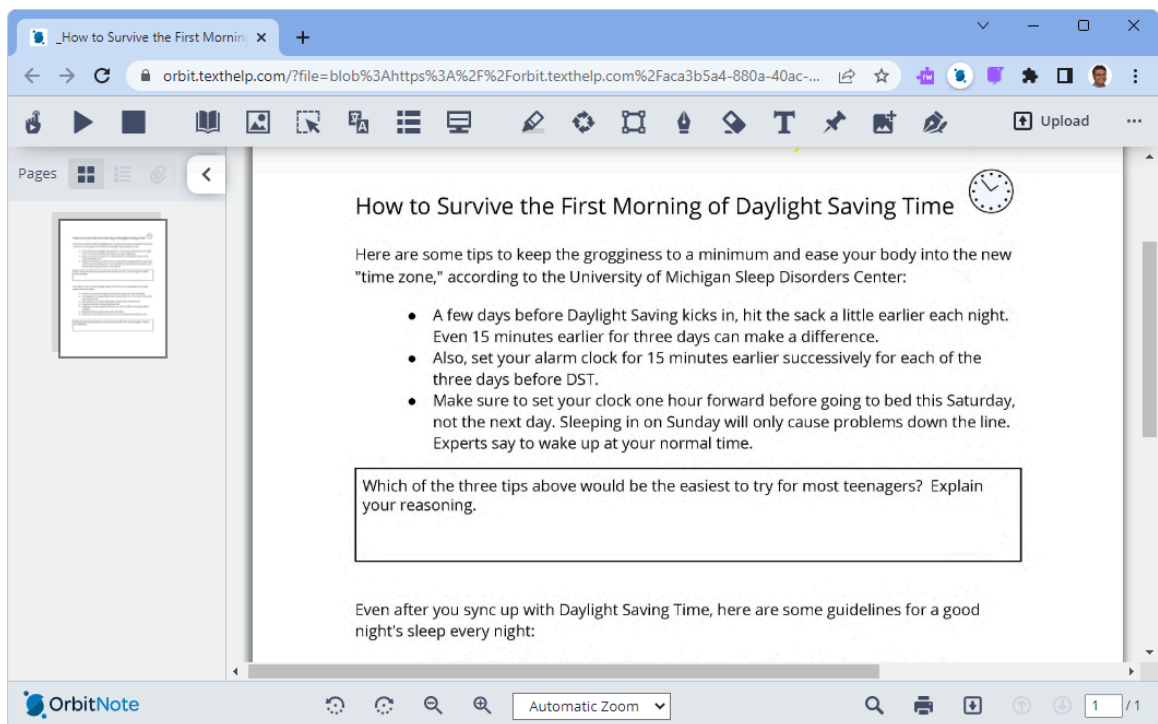 _How to Survive the First Mornin
orbit.texthelp.com/?file=blob%3Ahttps%3A%2F%2Forbit.texthelp.com%2Faca3b5a4-880a-40ac-...
rw
T
Upload
Pages
How to Survive the First Morning of Daylight Saving Time
Here are some tips to keep the grogginess to a minimum and ease your body into the new
"time zone," according to the University of Michigan Sleep Disorders Center:
● A few days before Daylight Saving kicks in, hit the sack a little earlier each night.
Even 15 minutes earlier for three days can make a difference.
● Also, set your alarm clock for 15 minutes earlier successively for each of the
three days before DST.
● Make sure to set your clock one hour forward before going to bed this Saturday,
not the next day. Sleeping in on Sunday will only cause problems down the line.
Experts say to wake up at your normal time.
Which of the three tips above would be the easiest to try for most teenagers?  Explain
your reasoning.
Even after you sync up with Daylight Saving Time, here are some guidelines for a good
night's sleep every night:
OrbitNote
Automatic Zoom
1 / 1